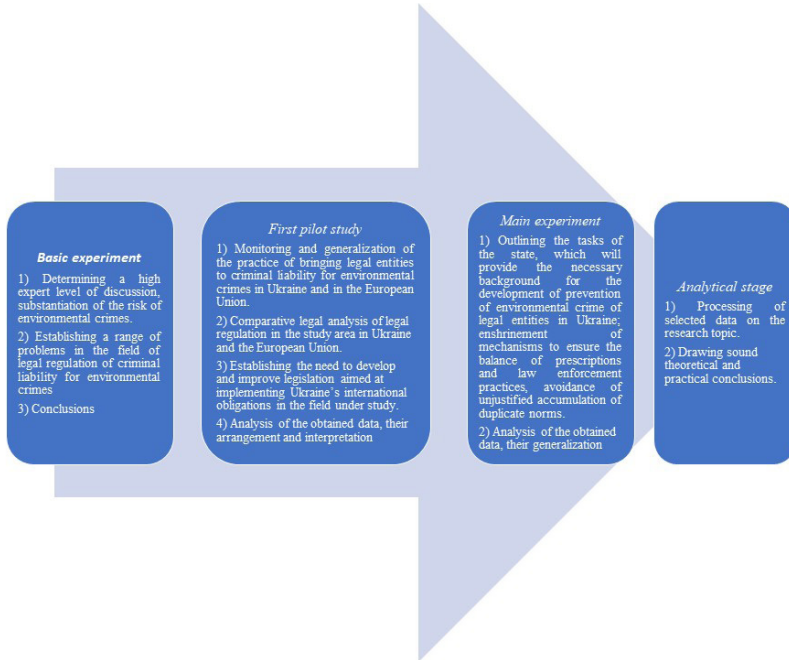 Basic experiment
1) Determining a high
expert level of discussion,
substantiation of the risk of
environmental crimes.
2) Establishing a range of
problems in the field of
legal regulation of criminal
liability for environmental
crimes
3) Conclusions
First pilot study
1) Monitoring and generalization of
the practice of bringing legal entities
to criminal liability for environmental
crimes in Ukraine and in the European
Union.
2) Comparative legal analysis of legal
regulation in the study area in Ukraine
and the European Union.
3) Establishing the need to develop
and improve legislation aimed at
implementing Ukraine's international
obligations in the field under study.
4) Analysis of the obtained data, their
arrangement and interpretation
Main experiment
1) Outlining the tasks of
the state, which will
provide the necessary
background for the
development of prevention
of environmental crime of
legal entities in Ukraine;
enshrinement of
mechanisms to ensure the
balance of prescriptions
and law enforcement
practices, avoidance of
unjustified accumulation of
duplicate norms.
2) Analysis of the obtained
data, their generalization
Analytical stage
1) Processing of
selected data on the
research topic.
2) Drawing sound
theoretical and
practical conclusions.